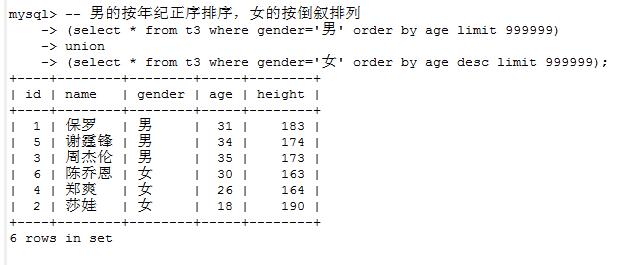 mysql> -- 男的按年纪正序排序，女的按倒叙排列
    -> (select * from t3 where gender='男' order by age limit 999999)
    -> union
    -> (select * from t3 where gender='女' order by age desc limit 999999);
+----+--------+--------+-----+--------+
| id | name   | gender | age | height |
+----+--------+--------+-----+--------+
|  1 | 保罗   | 男     |  31 |    183 |
|  5 | 谢霆锋 | 男     |  34 |    174 |
|  3 | 周杰伦 | 男     |  35 |    173 |
|  6 | 陈乔恩 | 女     |  30 |    163 |
|  4 | 郑爽   | 女     |  26 |    164 |
|  2 | 莎娃   | 女     |  18 |    190 |
+----+--------+--------+-----+--------+
6 rows in set